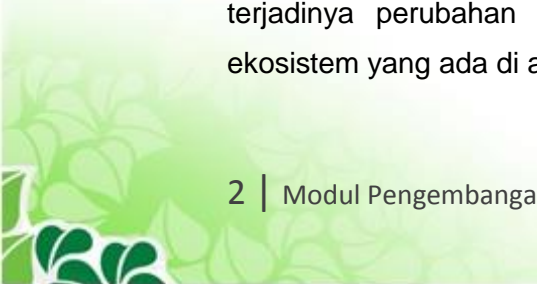 terjadinya perubahan
ekosistem yang ada di a
2 | Modul Pengembanga